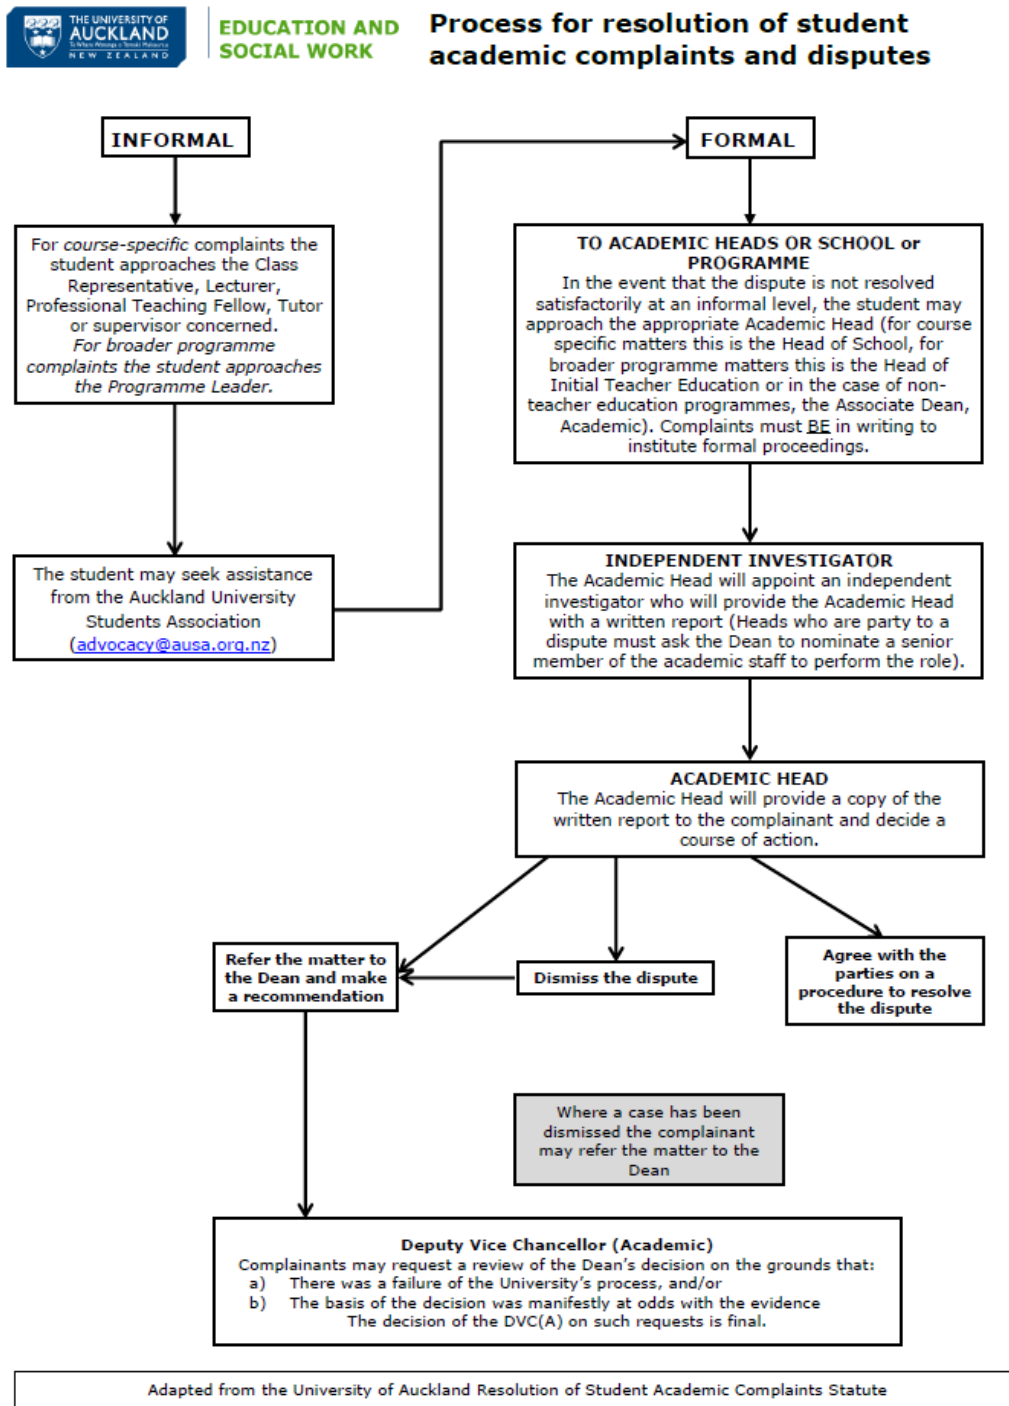 THE UNIVERSITY OF
AUCKLAND
Te Whare Wānanga o Tāmaki Makaurau
NEW ZEALAND
EDUCATION AND
SOCIAL WORK
Process for resolution of student
academic complaints and disputes
INFORMAL
For course-specific complaints the
student approaches the Class
Representative, Lecturer,
Professional Teaching Fellow, Tutor
or supervisor concerned.
For broader programme
complaints the student approaches
the Programme Leader.
The student may seek assistance
from the Auckland University
Students Association
(advocacy@ausa.org.nz)
FORMAL
TO ACADEMIC HEADS OR SCHOOL or
PROGRAMME
In the event that the dispute is not resolved
satisfactorily at an informal level, the student may
approach the appropriate Academic Head (for course
specific matters this is the Head of School, for
broader programme matters this is the Head of
Initial Teacher Education or in the case of non-
teacher education programmes, the Associate Dean,
Academic). Complaints must BE in writing to
institute formal proceedings.
INDEPENDENT INVESTIGATOR
The Academic Head will appoint an independent
investigator who will provide the Academic Head
with a written report (Heads who are party to a
dispute must ask the Dean to nominate a senior
member of the academic staff to perform the role).
ACADEMIC HEAD
The Academic Head will provide a copy of the
written report to the complainant and decide a
course of action.
Refer the matter to
the Dean and make
a recommendation
Dismiss the dispute
Agree with the
parties on a
procedure to resolve
the dispute
Where a case has been
dismissed the complainant
may refer the matter to the
Dean
Deputy Vice Chancellor (Academic)
Complainants may request a review of the Dean's decision on the grounds that:
a) There was a failure of the University's process, and/or
b) The basis of the decision was manifestly at odds with the evidence
The decision of the DVC(A) on such requests is final.
Adapted from the University of Auckland Resolution of Student Academic Complaints Statute